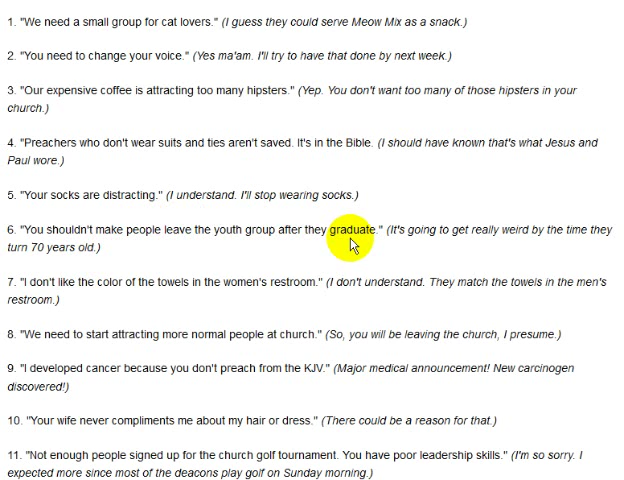 1. "We need a small group for cat lovers." (I guess they could serve Meow Mix as a snack.)
2. "You need to change your voice." (Yes ma'am. I'll try to have that done by next week.)
3. "Our expensive coffee is attracting too many hipsters." (Yep. You don't want too many of those hipsters in your
church.)
4. "Preachers who don't wear suits and ties aren't saved. It's in the Bible. (I should have known that's what Jesus and
Paul wore.)
5. "Your socks are distracting." (I understand. I'll stop wearing socks.)
6. "You shouldn't make people leave the youth group after they graduate." (It's going to get really weird by the time they
turn 70 years old.)
7. "I don't like the color of the towels in the women's restroom." (I don't understand. They match the towels in the men's
restroom.)
8. "We need to start attracting more normal people at church." (So, you will be leaving the church, I presume.)
9. "I developed cancer because you don't preach from the KJV." (Major medical announcement! New carcinogen
discovered!)
10. "Your wife never compliments me about my hair or dress." (There could be a reason for that.)
11. "Not enough people signed up for the church golf tournament. You have poor leadership skills." (I'm so sorry. I
expected more since most of the deacons play golf on Sunday morning.)